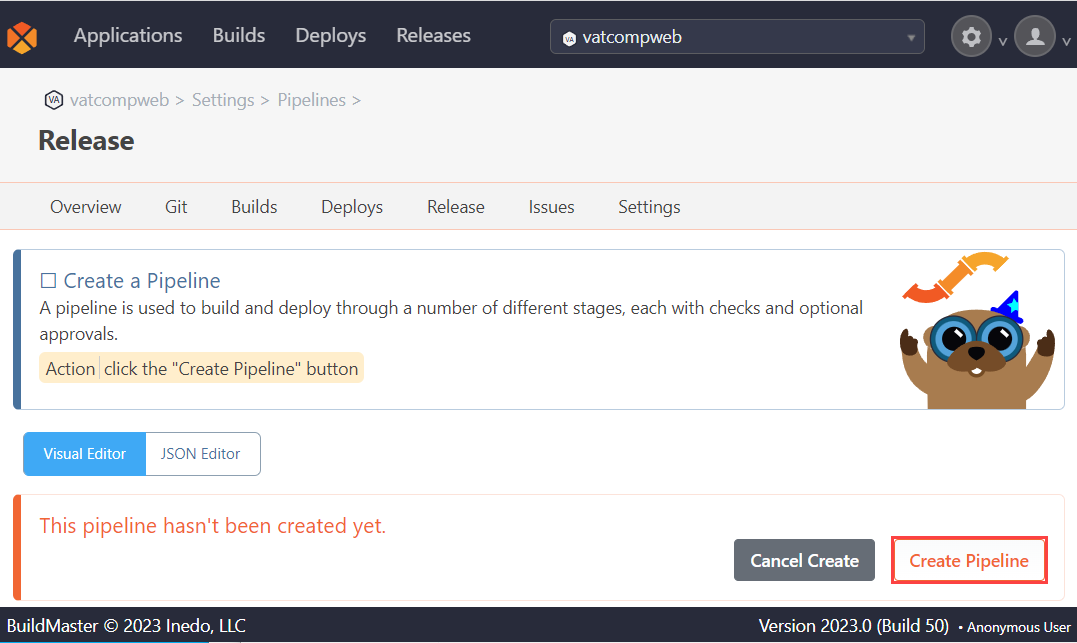 Applications Builds Deploys Releases VA vatcompweb
VA vatcompweb > Settings > Pipelines >
Release
Overview Git Builds Deploys Release Issues Settings
Create a Pipeline
A pipeline is used to build and deploy through a number of different stages, each with checks and optional
approvals.
Action click the "Create Pipeline" button
Visual Editor JSON Editor
This pipeline hasn't been created yet.
Cancel Create Create Pipeline
BuildMaster © 2023 Inedo, LLC Version 2023.0 (Build 50) • Anonymous User